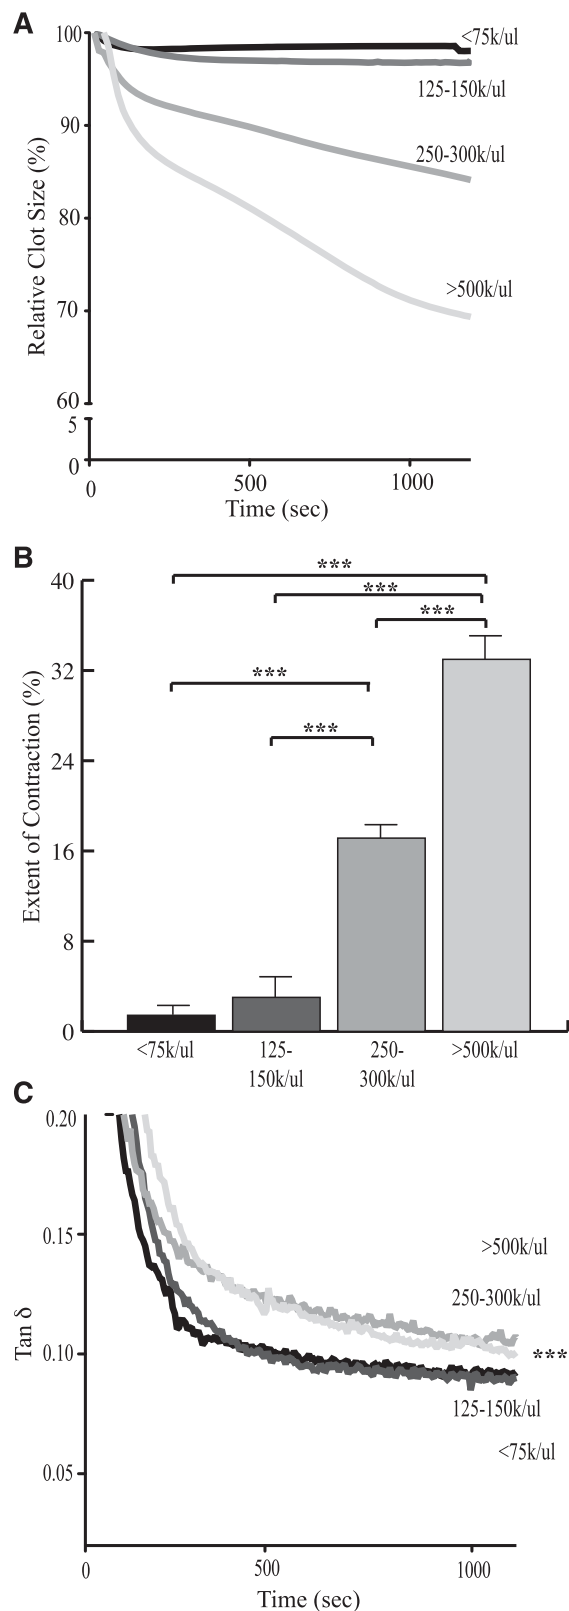 A
100
90
80
70
60
5
0
Relative Clot Size (%)
<75k/ul
125-150k/ul
250-300k/ul
>500k/ul
0 500 1000
Time (sec)
B
40
32
24
16
8
0
Extent of Contraction (%)
***
***
***
***
***
<75k/ul 125- 250- >500k/ul
150k/ul 300k/ul
C
0.20
0.15
0.10
0.05
Tan δ
>500k/ul
250-300k/ul
***
125-150k/ul
<75k/ul
0 500 1000
Time (sec)